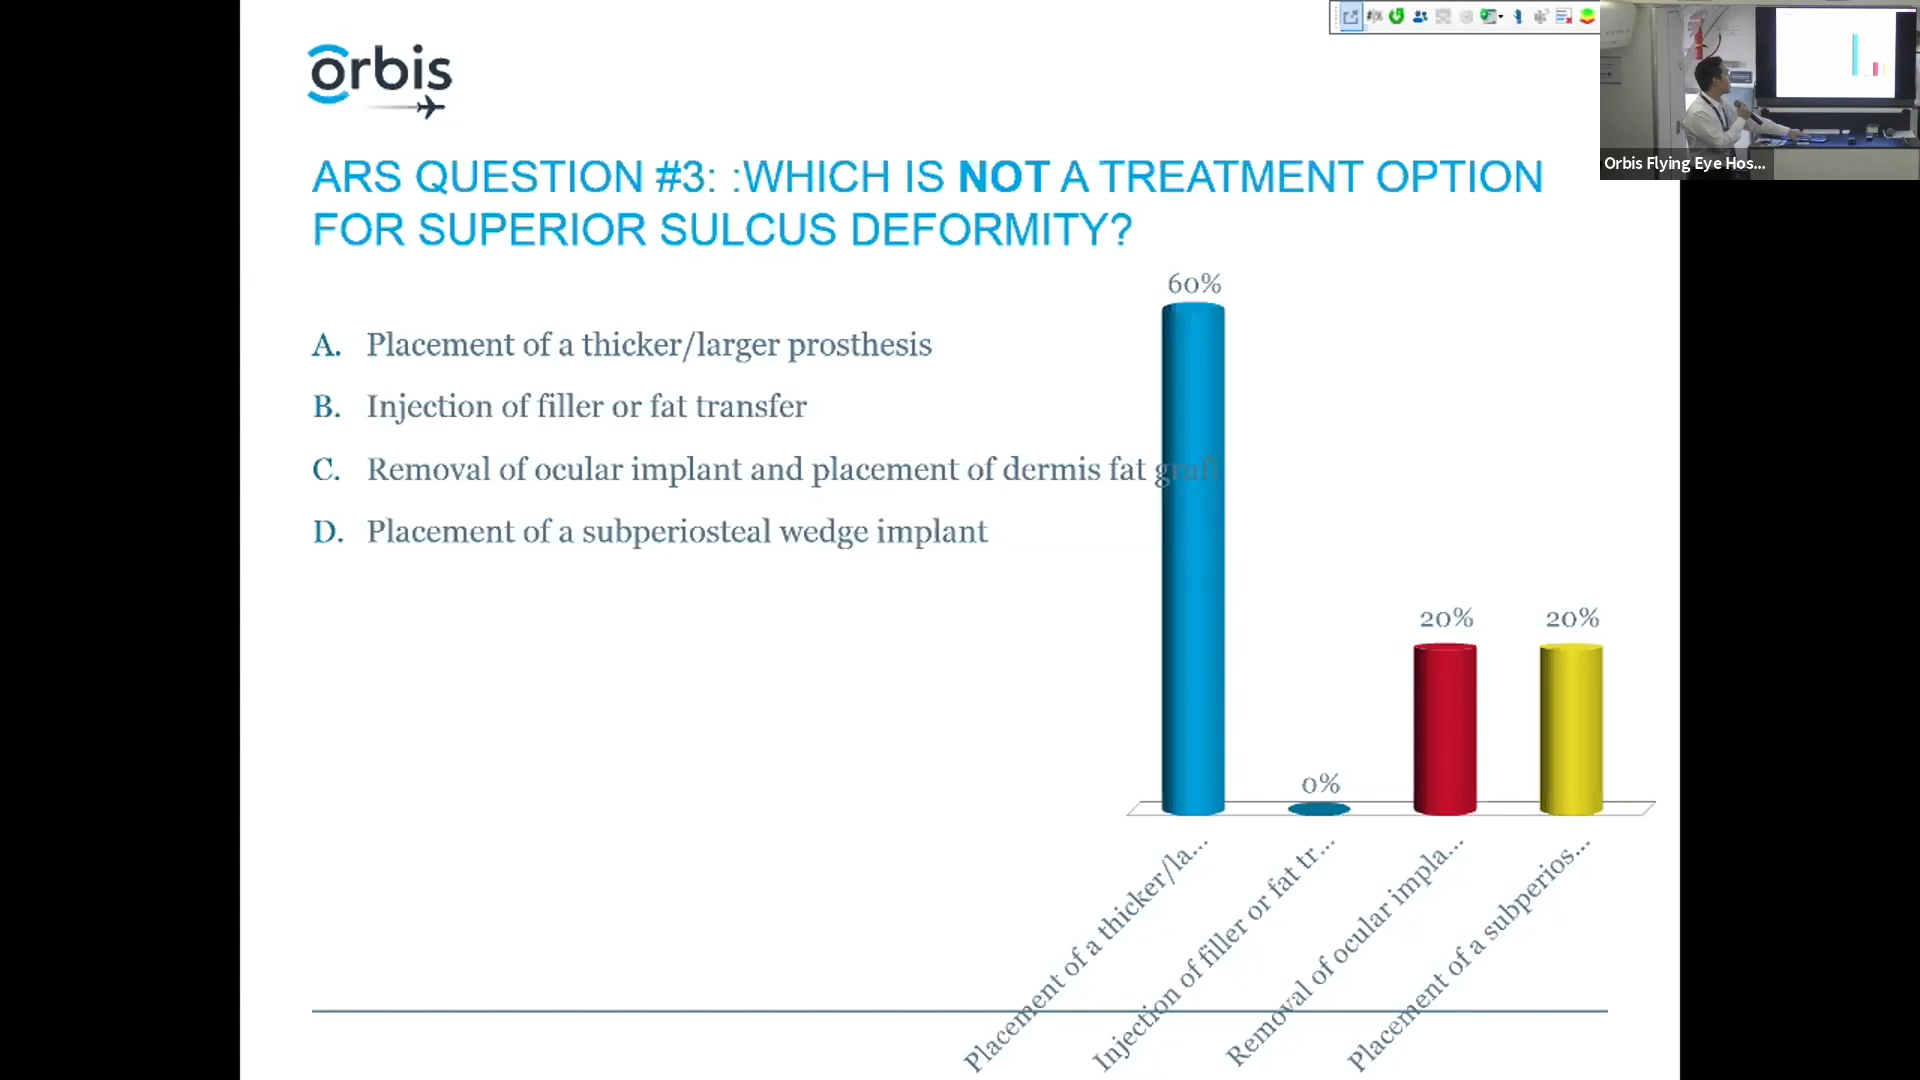 orbis
Orbis Flying Eye Hos...
ARS QUESTION #3: :WHICH IS NOT A TREATMENT OPTION
FOR SUPERIOR SULCUS DEFORMITY?
A. Placement of a thicker/larger prosthesis
B. Injection of filler or fat transfer
C. Removal of ocular implant and placement of dermis fat graft
D. Placement of a subperiosteal wedge implant
60%
0%
20%
20%
Placement of a thicker/la...
Injection of filler or fat tr...
Removal of ocular impla...
Placement of a subperios...